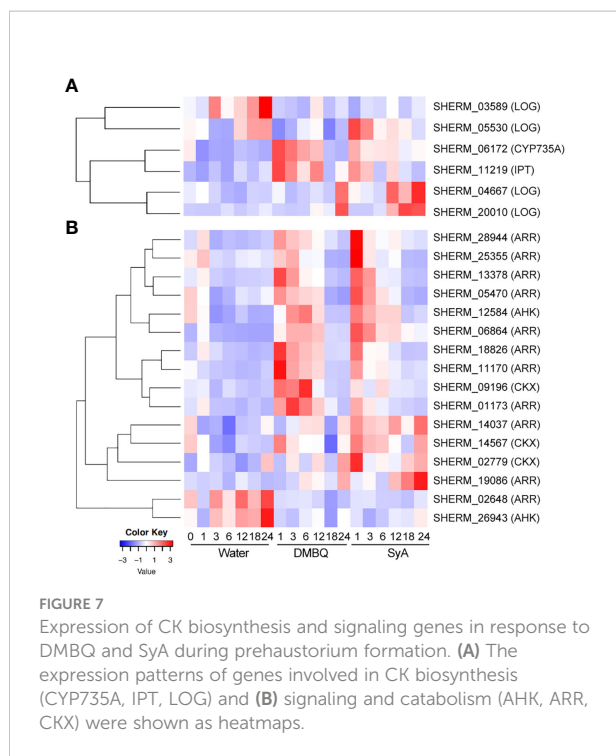 A
SHERM_03589 (LOG)
SHERM_05530 (LOG)
SHERM_06172 (CYP735A)
SHERM_11219 (IPT)
SHERM_04667 (LOG)
SHERM_20010 (LOG)
B
SHERM_28944 (ARR)
SHERM_25355 (ARR)
SHERM_13378 (ARR)
SHERM_05470 (ARR)
SHERM_12584 (AHK)
SHERM_06864 (ARR)
SHERM_18826 (ARR)
SHERM_11170 (ARR)
SHERM_09196 (CKX)
SHERM_01173 (ARR)
SHERM_14037 (ARR)
SHERM_14567 (CKX)
SHERM_02779 (CKX)
SHERM_19086 (ARR)
SHERM_02648 (ARR)
SHERM_26943 (AHK)
Color Key
-3 -1 1 3
Value
0 1 3 6 12 18 24 1 3 6 12 18 24 1 3 6 12 18 24
Water DMBQ SyA
FIGURE 7
Expression of CK biosynthesis and signaling genes in response to
DMBQ and SyA during prehaustorium formation. (A) The
expression patterns of genes involved in CK biosynthesis
(CYP735A, IPT, LOG) and (B) signaling and catabolism (AHK, ARR,
CKX) were shown as heatmaps.